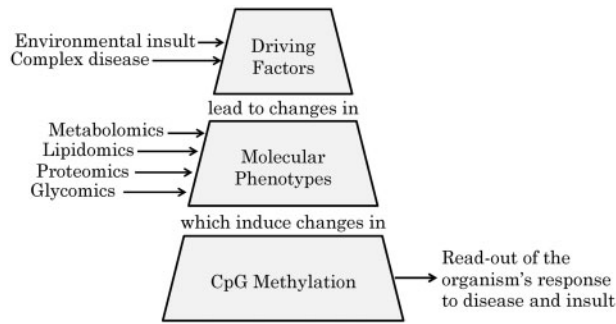 Environmental insult
Complex disease
Driving
Factors
lead to changes in
Metabolomics
Lipidomics
Proteomics
Glycomics
Molecular
Phenotypes
which induce changes in
CpG Methylation
Read-out of the
organism's response
to disease and insult